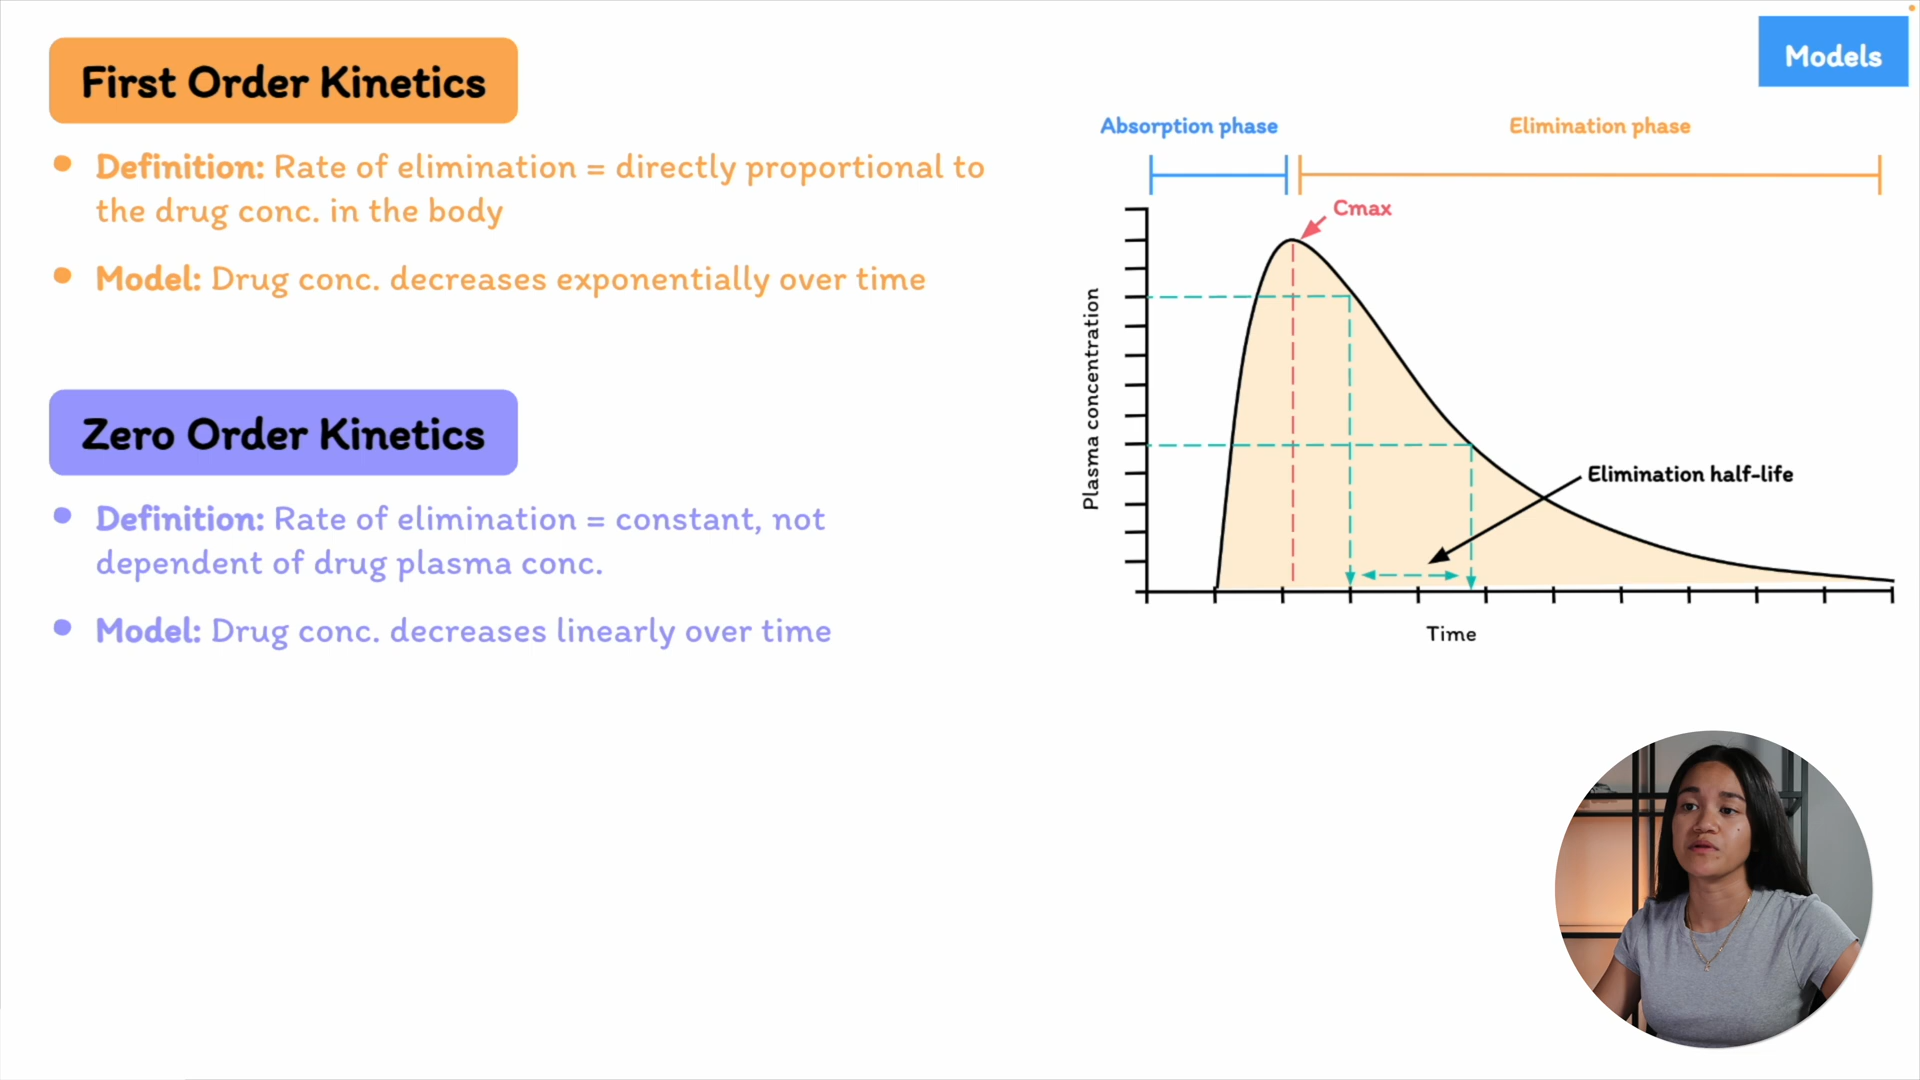 Models
First Order Kinetics
Definition: Rate of elimination = directly proportional to
the drug conc. in the body
Model: Drug conc. decreases exponentially over time
Zero Order Kinetics
Definition: Rate of elimination = constant, not
dependent of drug plasma conc.
Model: Drug conc. decreases linearly over time
Absorption phase
Elimination phase
Cmax
Plasma concentration
Elimination half-life
Time